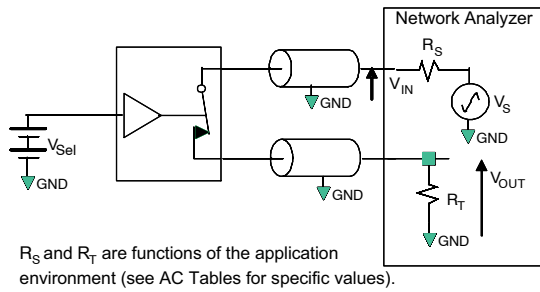 Network Analyzer
R_S
V_IN
GND
V_S
GND
V_Sel
GND
GND
R_T
V_OUT
GND
R_S and R_T are functions of the application
environment (see AC Tables for specific values).